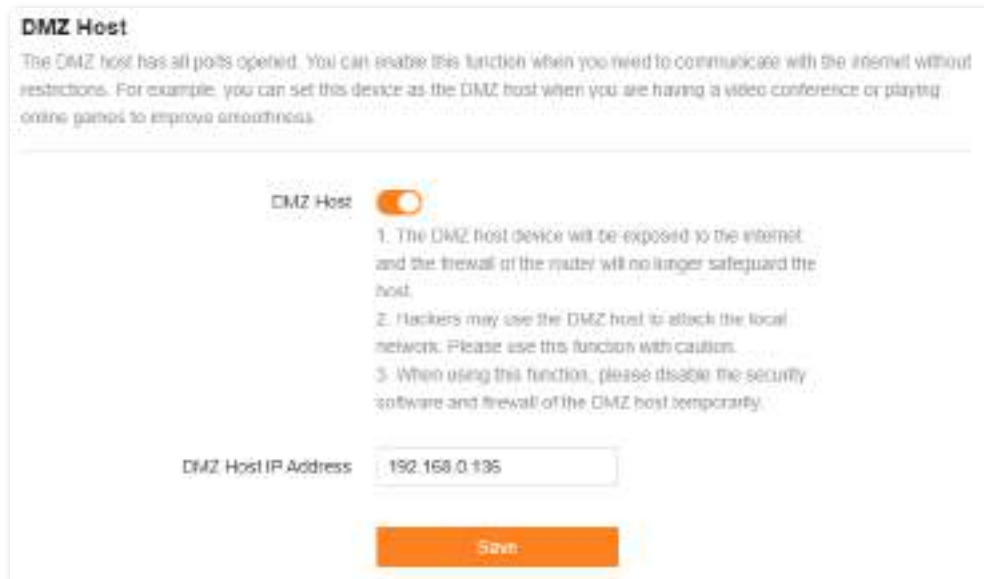 DMZ Host
The DMZ host has all ports opened. You can enable this function when you need to communicate with the internet without
restrictions. For example, you can set this device as the DMZ host when you are having a video conference or playing
online games to improve smoothness.
DMZ Host
1. The DMZ host device will be exposed to the internet
and the firewall of the router will no longer safeguard the
host.
2. Hackers may use the DMZ host to attack the local
network. Please use this function with caution.
3. When using this function, please disable the security
software and firewall of the DMZ host temporarily.
DMZ Host IP Address
192.168.0.136
Save